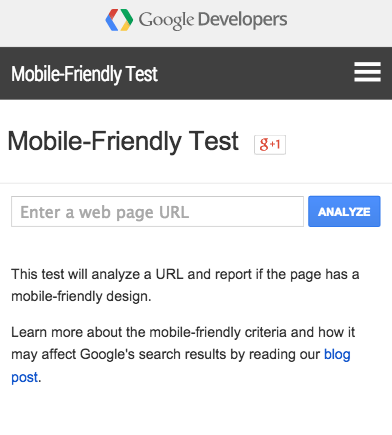 Google Developers
Mobile-Friendly Test
Mobile-Friendly Test g+1
Enter a web page URL ANALYZE
This test will analyze a URL and report if the page has a
mobile-friendly design.
Learn more about the mobile-friendly criteria and how it
may affect Google's search results by reading our blog
post.